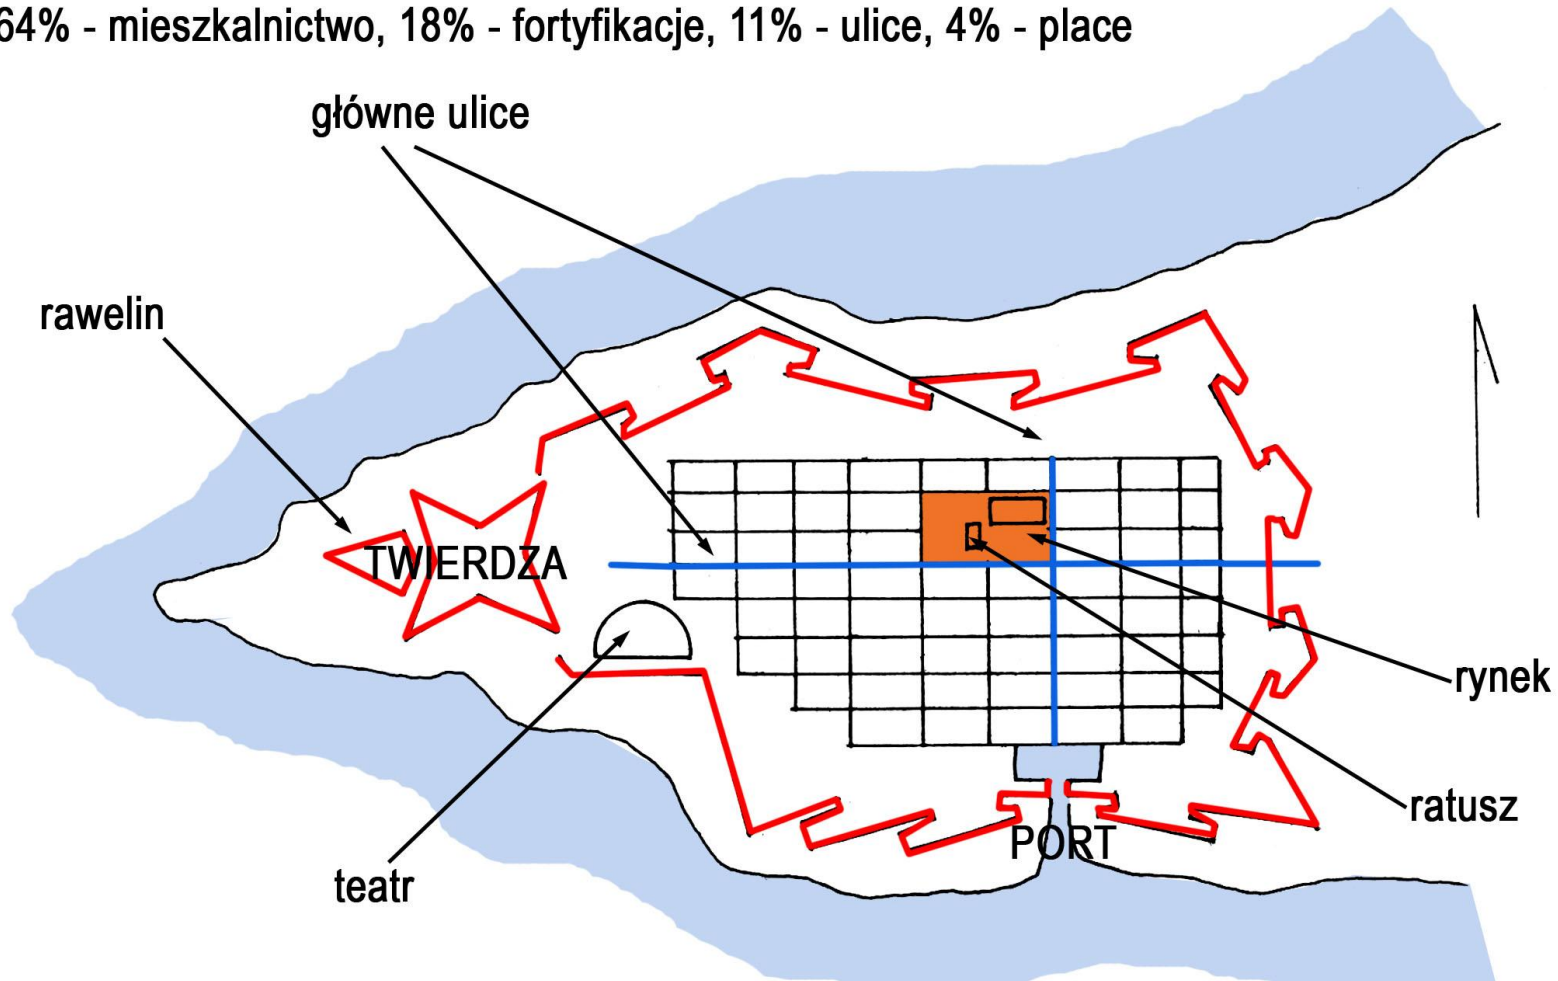 64% - mieszkalnictwo, 18% - fortyfikacje, 11% - ulice, 4% - place
główne ulice
rawelin
TWIERDZA
rynek
ratusz
PORT
teatr